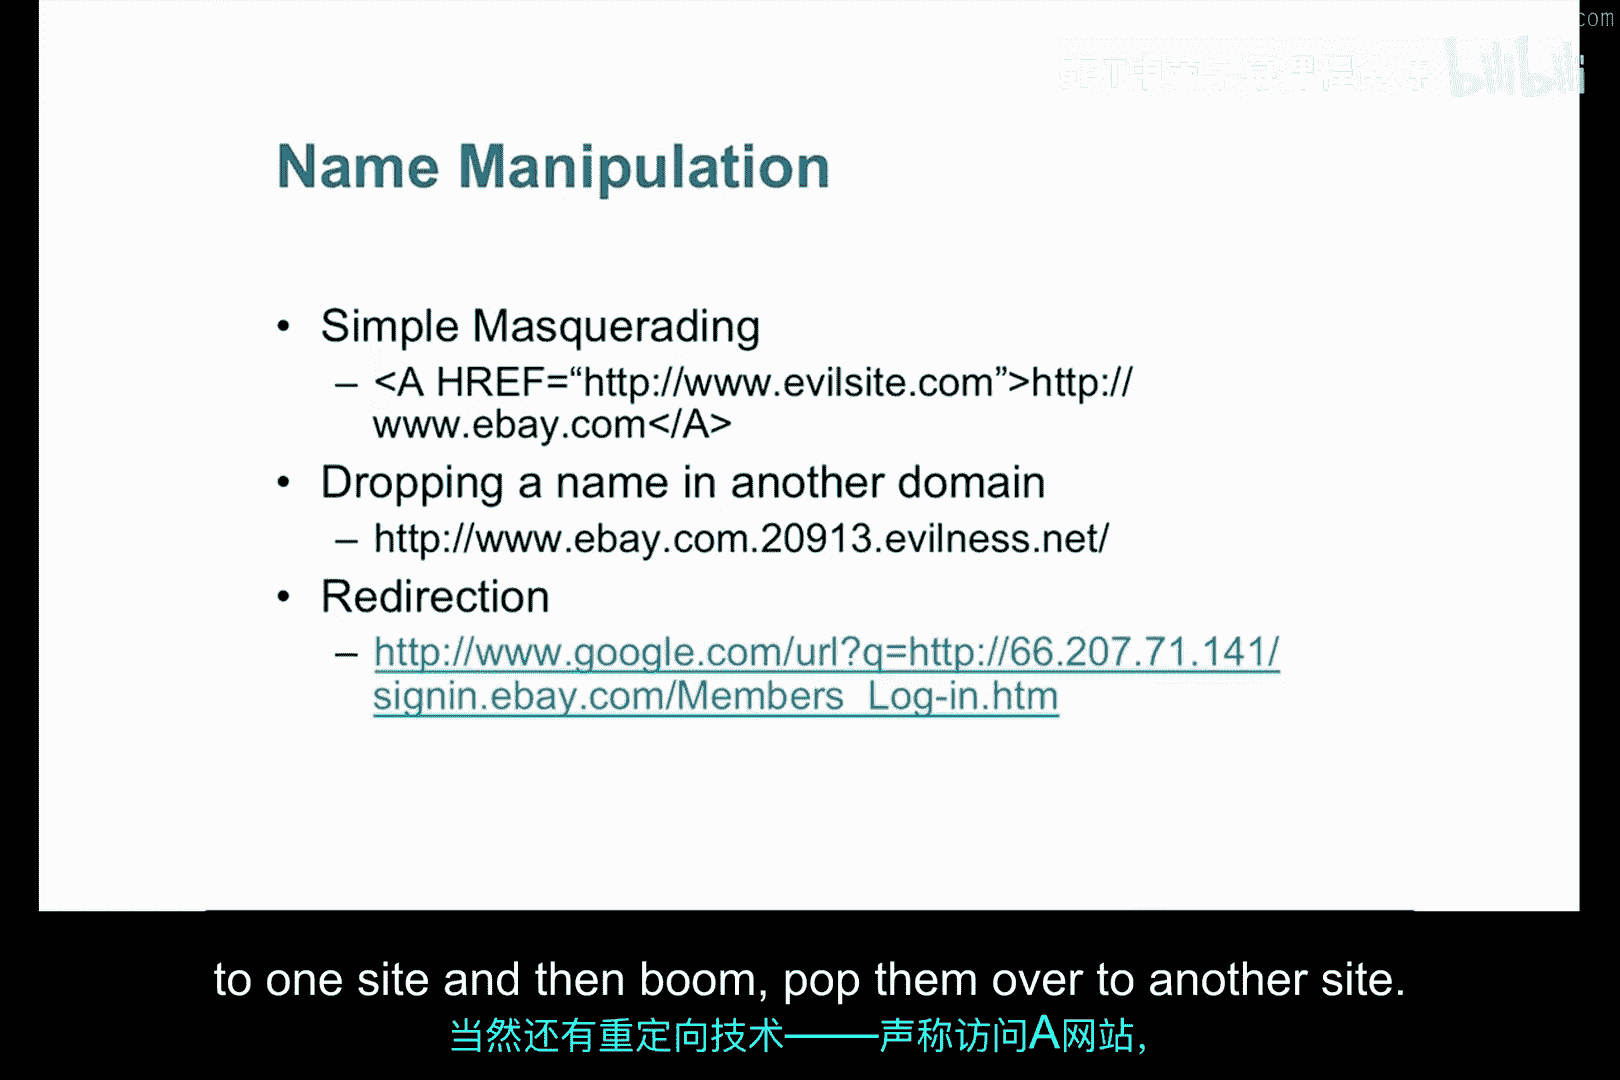 com
bilibili
Name Manipulation
• Simple Masquerading
– <A HREF=“http://www.evilsite.com”>http://
www.ebay.com</A>
• Dropping a name in another domain
– http://www.ebay.com.20913.evilness.net/
• Redirection
– http://www.google.com/url?q=http://66.207.71.141/
signin.ebay.com/Members_Log-in.htm
to one site and then boom, pop them over to another site.
当然还有重定向技术———声称访问A网站，